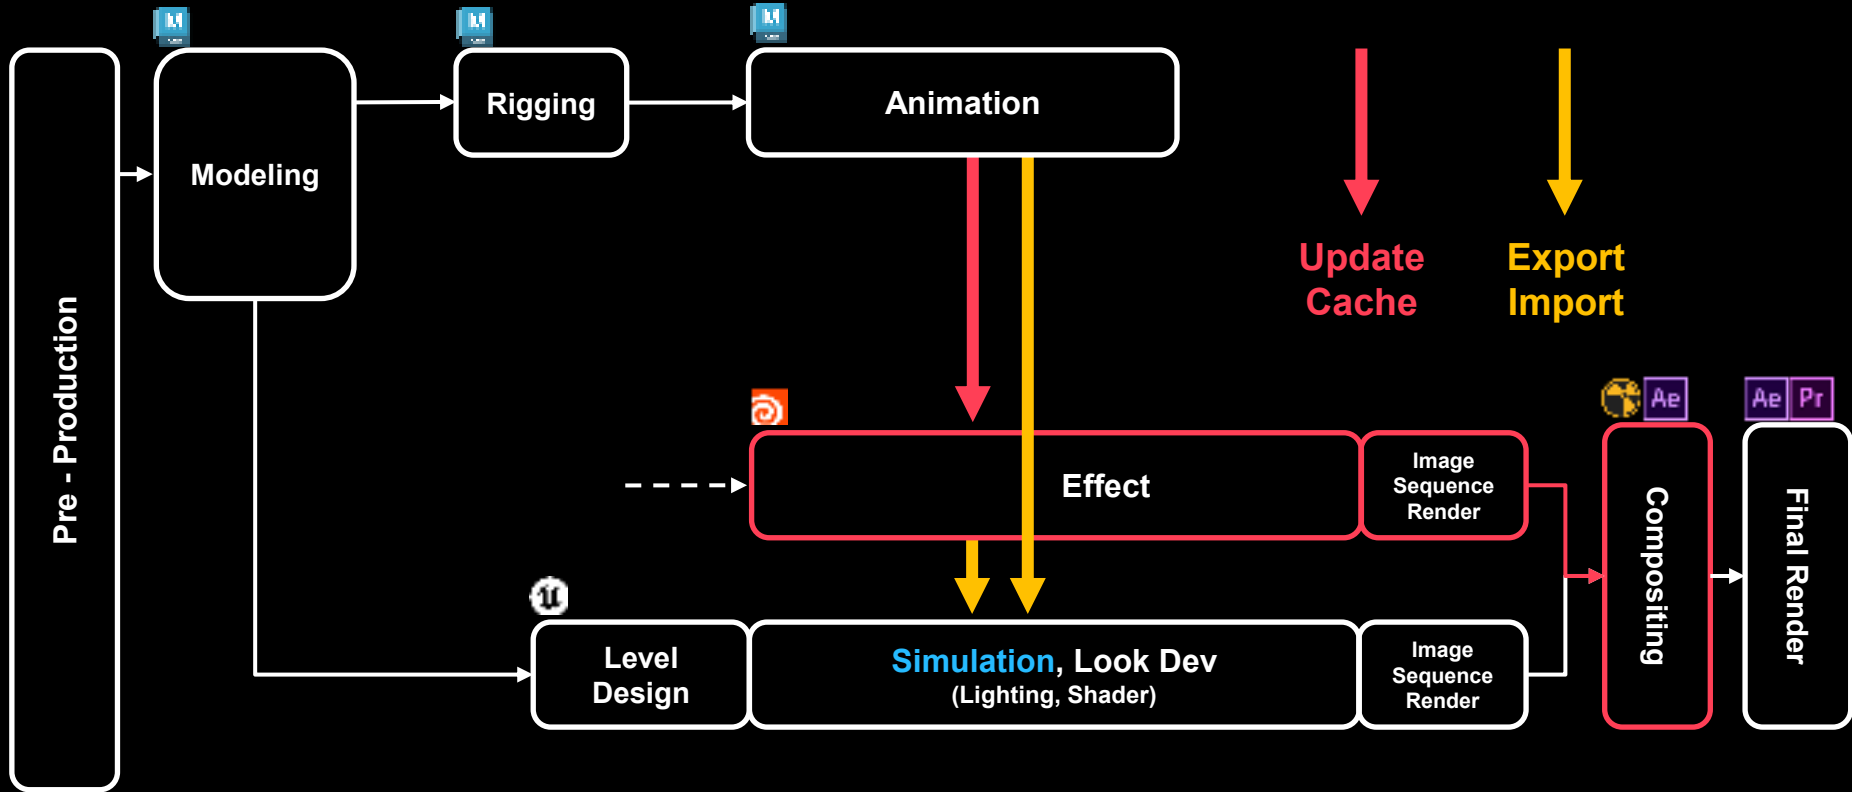 Pre - Production
M
Modeling
M
Rigging
M
Animation
Update
Cache
Export
Import
Effect
Image
Sequence
Render
Level
Design
Simulation, Look Dev
(Lighting, Shader)
Image
Sequence
Render
Ae
Compositing
Ae Pr
Final Render